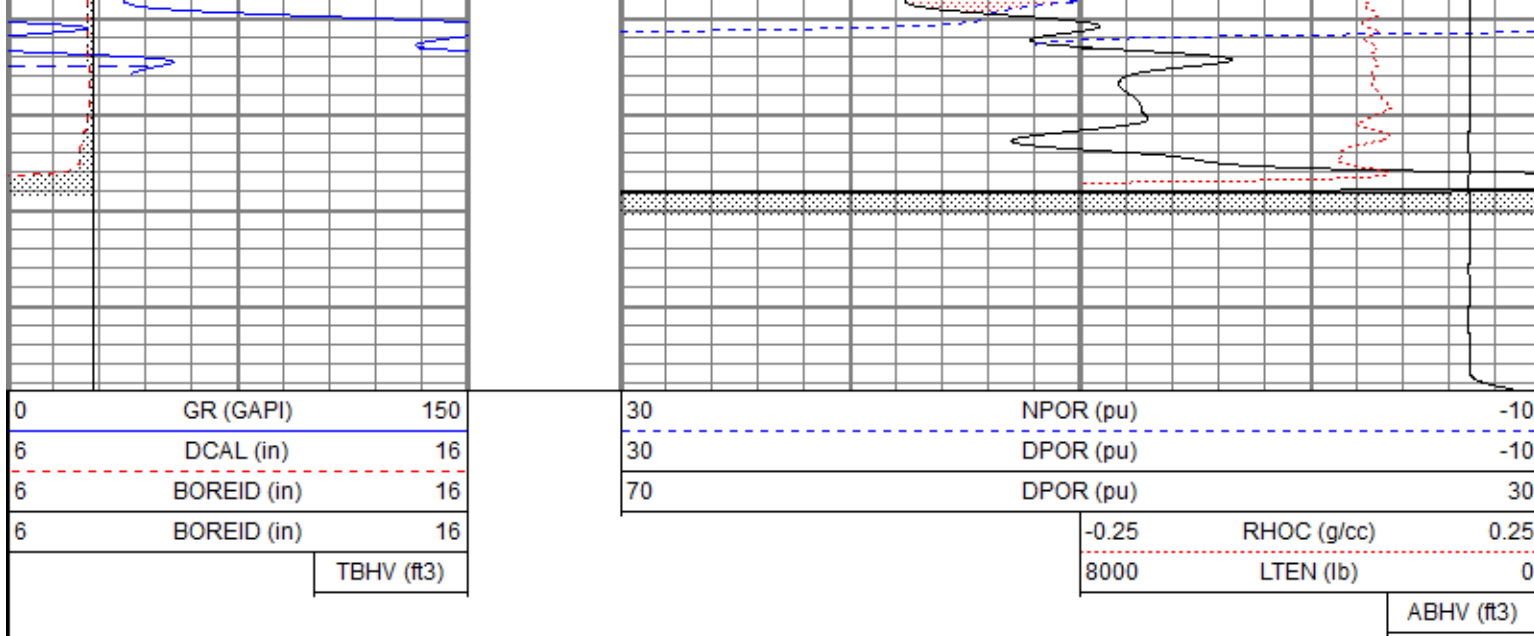 0 GR (GAPI) 150
6 DCAL (in) 16
6 BOREID (in) 16
6 BOREID (in) 16
TBHV (ft3)
30 NPOR (pu) -10
30 DPOR (pu) -10
70 DPOR (pu) 30
-0.25 RHOC (g/cc) 0.25
8000 LTEN (lb) 0
ABHV (ft3)